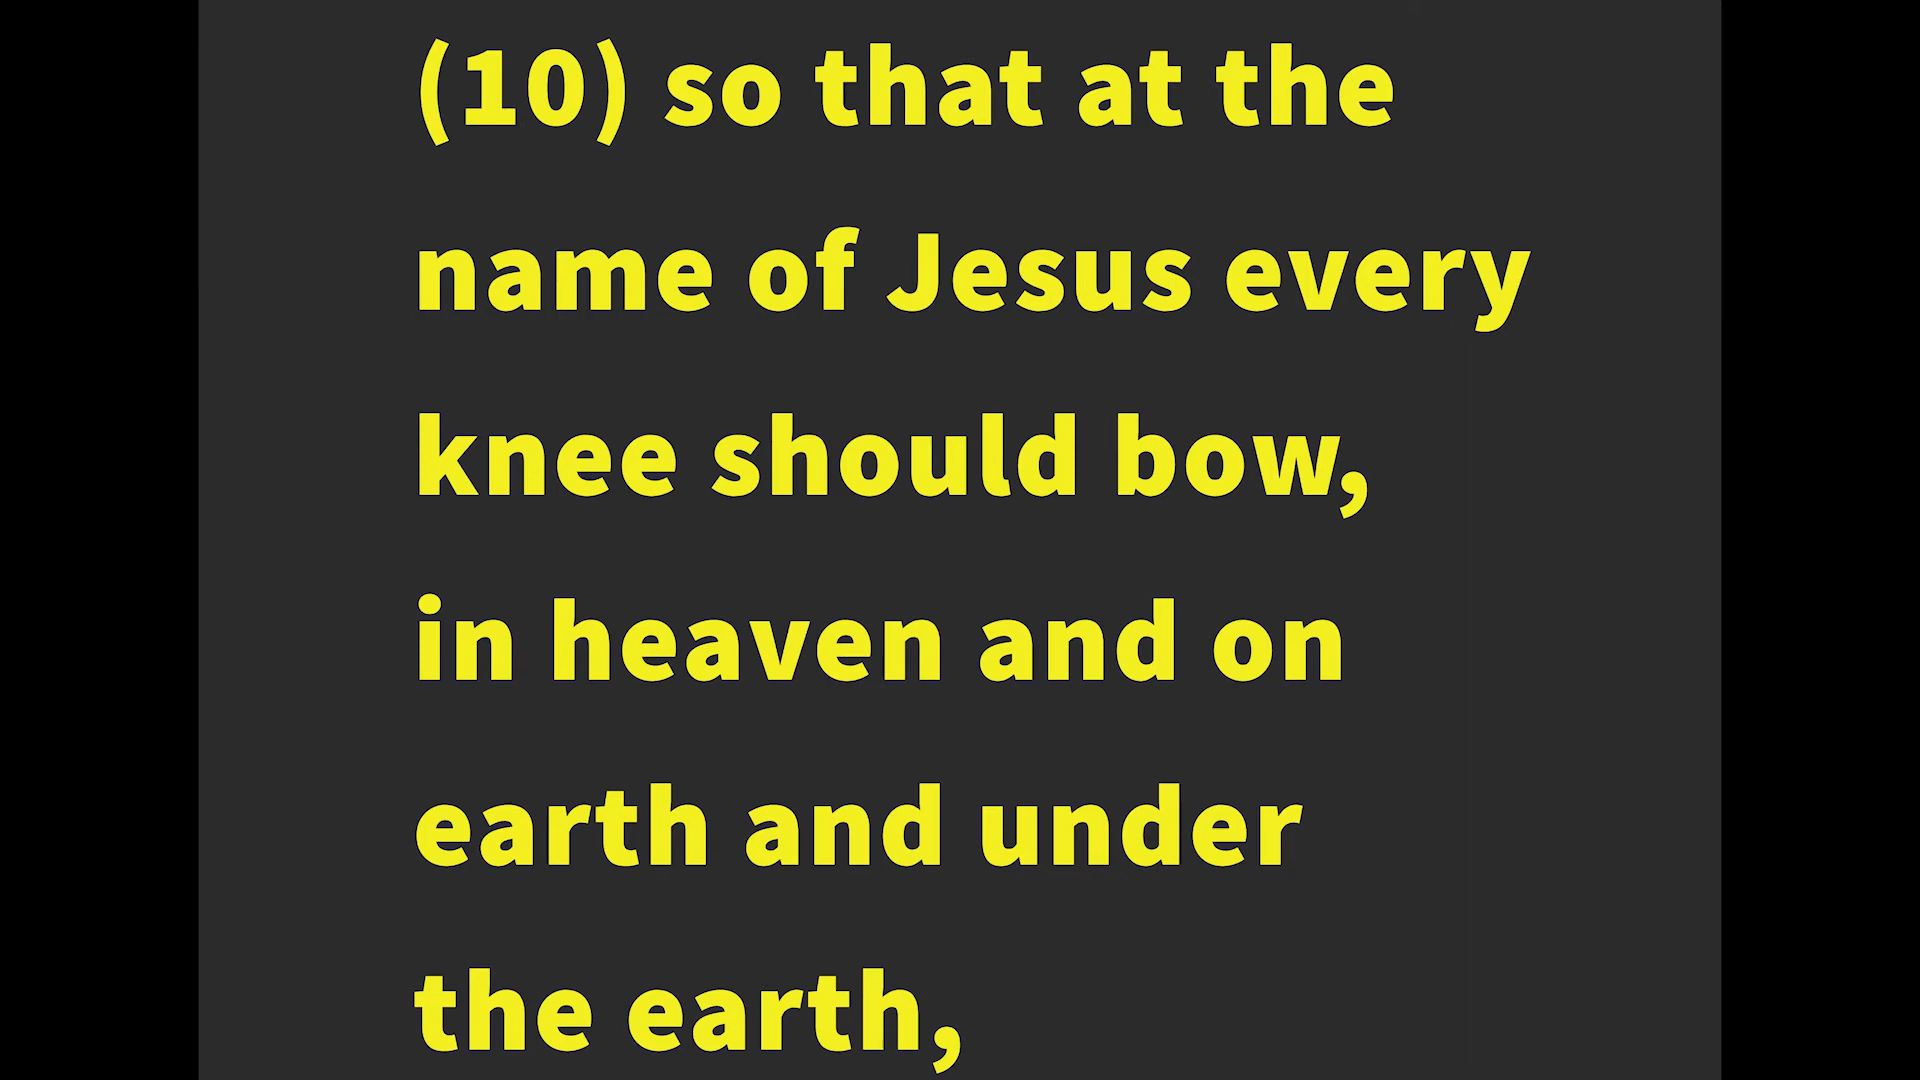 (10) so that at the
name of Jesus every
knee should bow,
in heaven and on
earth and under
the earth,